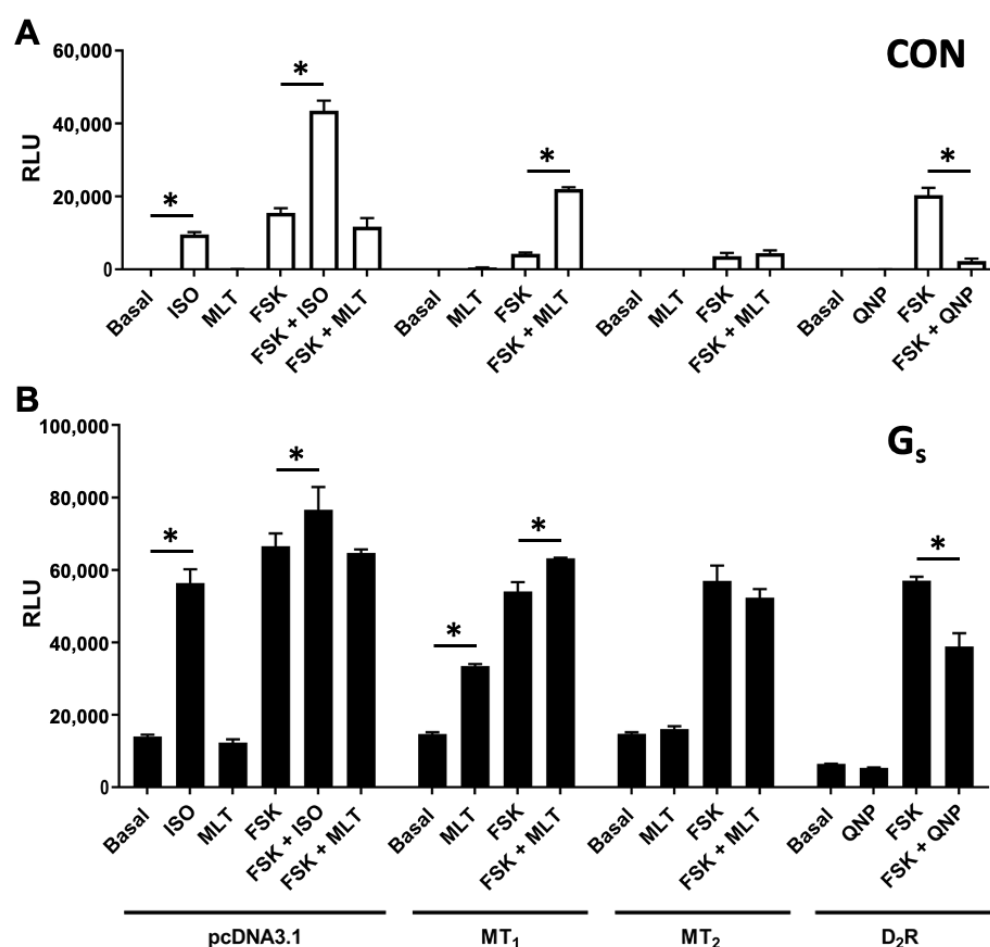 A
CON
60,000
40,000
20,000
0
RLU
* * * *
Basal ISO MLT FSK FSK + ISO FSK + MLT Basal MLT FSK FSK + MLT Basal MLT FSK FSK + MLT Basal QNP FSK FSK + QNP
B
Gs
100,000
80,000
60,000
40,000
20,000
0
RLU
* * * * *
Basal ISO MLT FSK FSK + ISO FSK + MLT Basal MLT FSK FSK + MLT Basal MLT FSK FSK + MLT Basal QNP FSK FSK + QNP
pcDNA3.1 MT₁ MT₂ D₂R